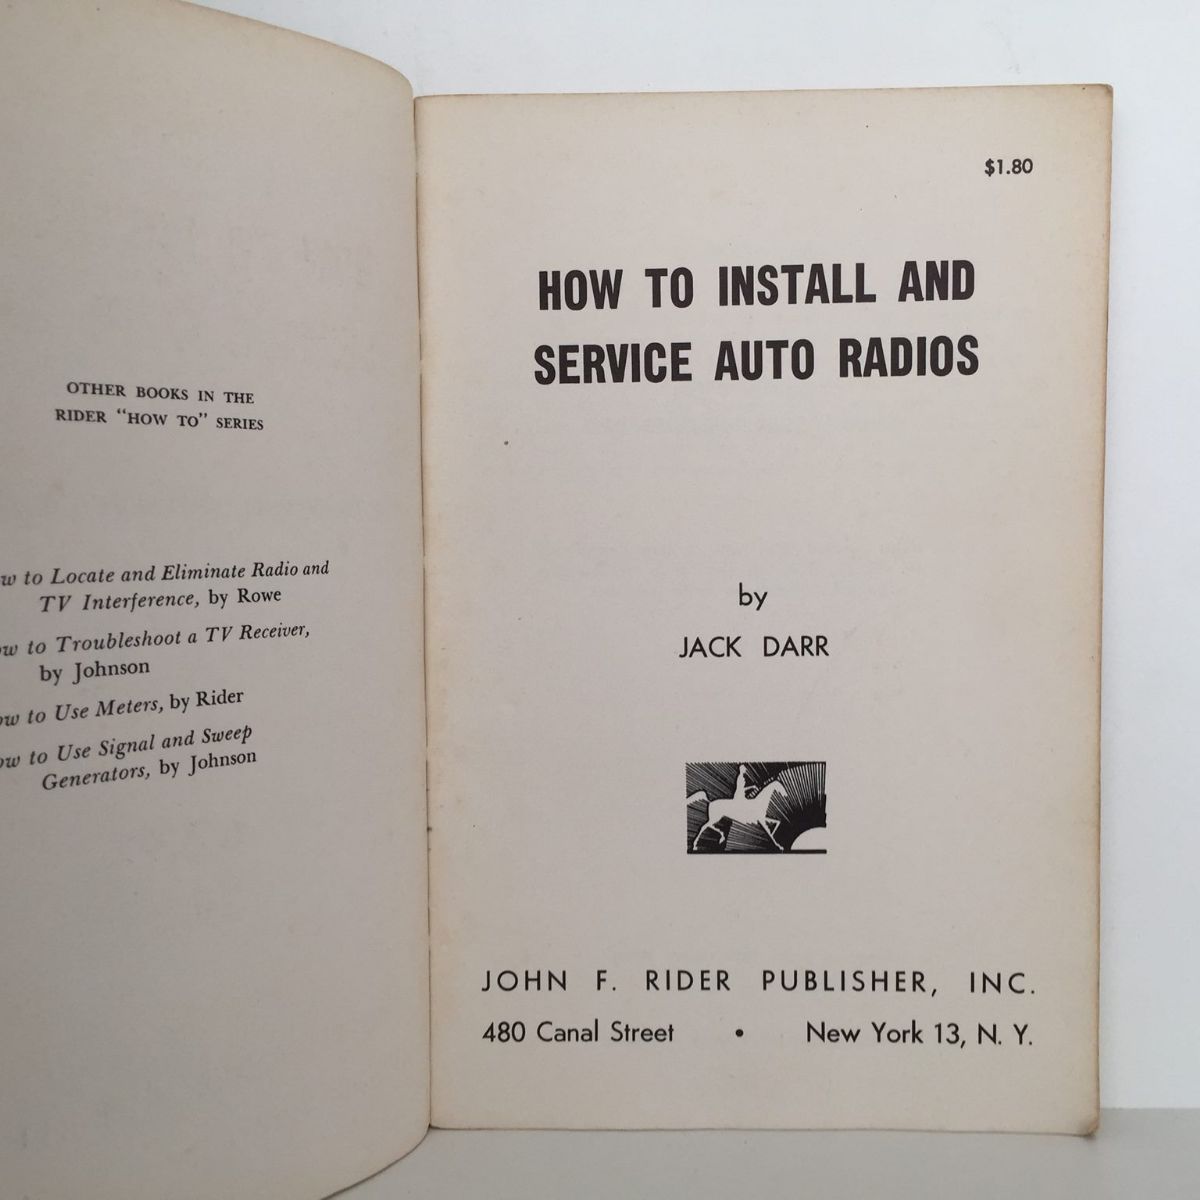 OTHER BOOKS IN THE
RIDER "HOW TO" SERIES
to Locate and Eliminate Radio and
TV Interference, by Rowe
to Troubleshoot a TV Receiver,
by Johnson
to Use Meters, by Rider
to Use Signal and Sweep
Generators, by Johnson
$1.80
HOW TO INSTALL AND
SERVICE AUTO RADIOS
by
JACK DARR
JOHN F. RIDER PUBLISHER, INC.
480 Canal Street • New York 13, N. Y.